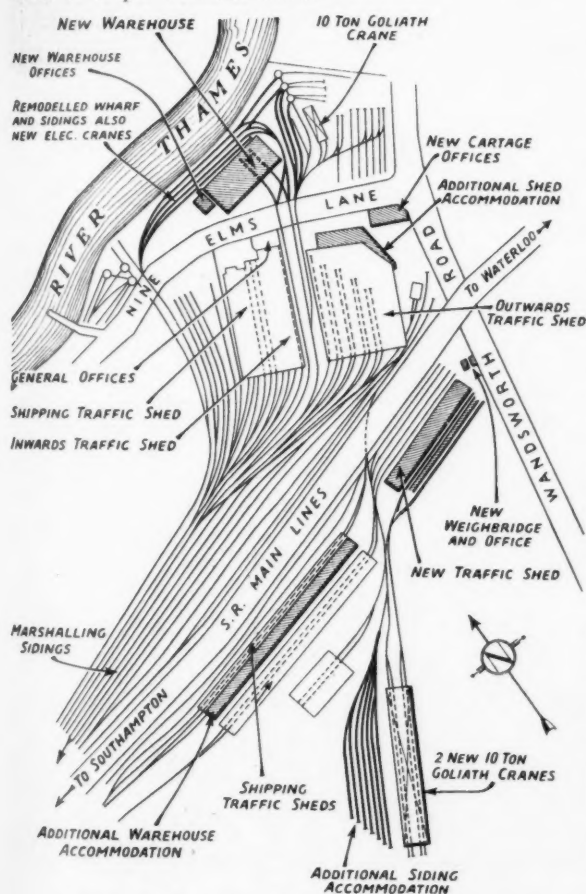 NEW WAREHOUSE
10 TON GOLIATH
CRANE
NEW WAREHOUSE
OFFICES
REMODELLED WHARF
AND SIDINGS ALSO
NEW ELEC. CRANES
RIVER THAMES
NEW CARTAGE
OFFICES
ADDITIONAL SHED
ACCOMMODATION
NINE ELMS LANE
WANDSWORTH ROAD
TO WATERLOO
OUTWARDS
TRAFFIC SHED
GENERAL OFFICES
SHIPPING TRAFFIC SHED
INWARDS TRAFFIC SHED
NEW
WEIGHBRIDGE
AND OFFICE
NEW TRAFFIC SHED
S.R. MAIN LINES
MARSHALLING
SIDINGS
TO SOUTHAMPTON
N
2 NEW 10 TON
GOLIATH CRANES
SHIPPING
TRAFFIC SHEDS
ADDITIONAL WAREHOUSE
ACCOMMODATION
ADDITIONAL SIDING
ACCOMMODATION